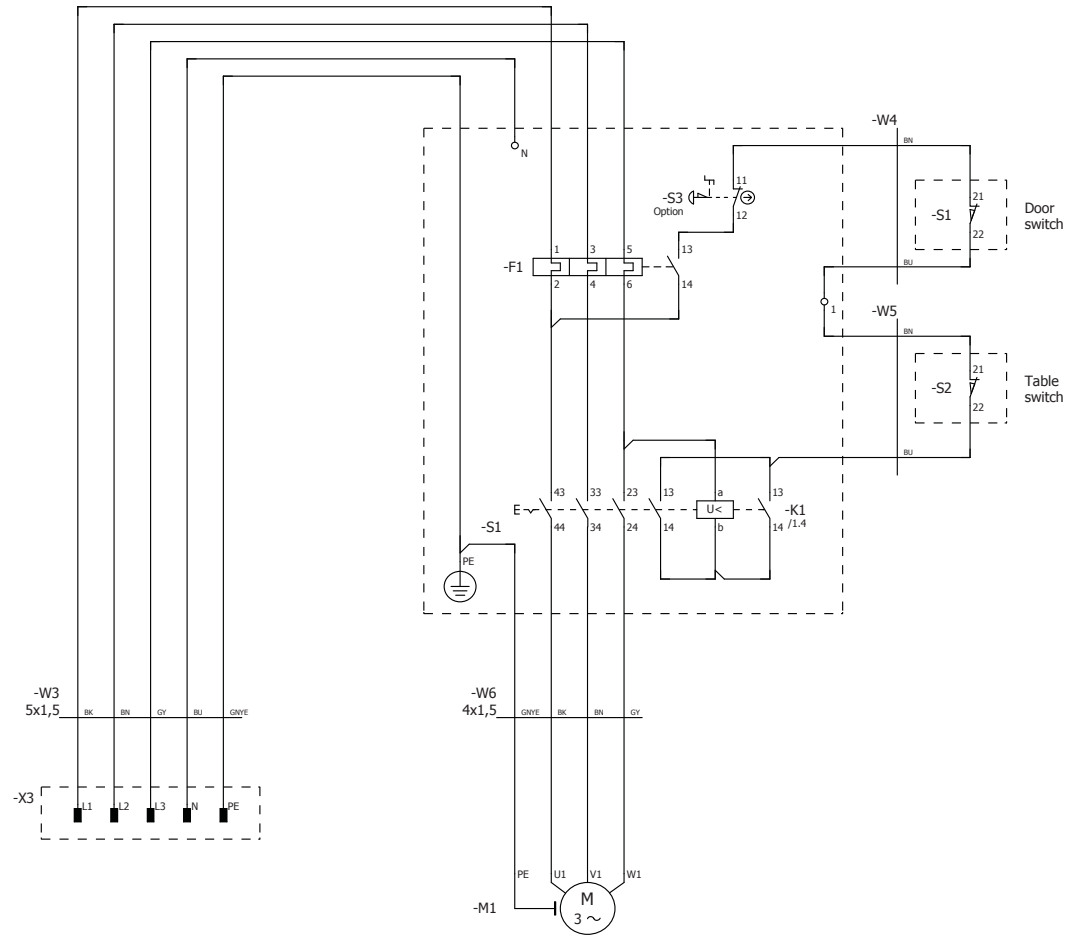 -W4
BN
N
11
-S3
Option
12
21
-S1
22
Door
switch
1
3
5
13
-F1
2
4
6
14
BU
1
-W5
BN
21
-S2
22
Table
switch
BU
43
33
23
13
a
13
E
U<
-K1
/1.4
44
34
24
14
b
14
-S1
PE
-W3
5x1,5
BK
BN
GY
BU
GNYE
-W6
4x1,5
GNYE
BK
BN
GY
-X3
L1
L2
L3
N
PE
PE
U1
V1
W1
-M1
M
3 ~